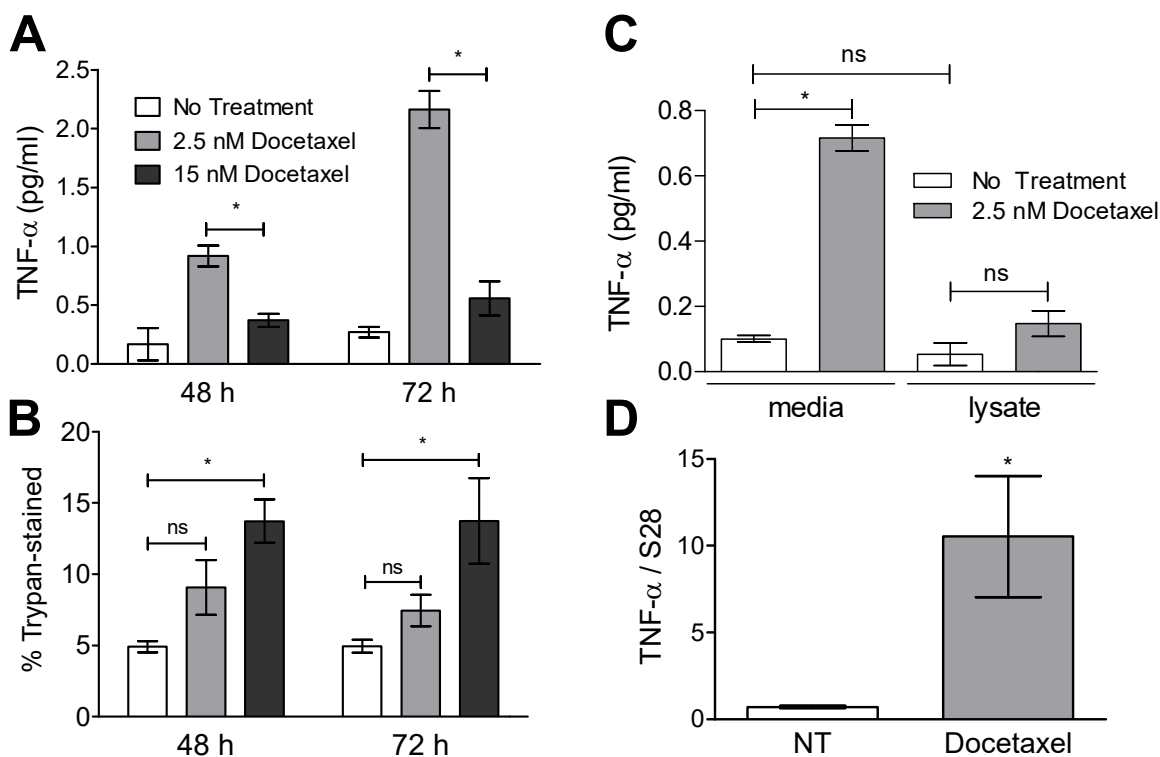 A
TNF-α (pg/ml)
2.5
2.0
1.5
1.0
0.5
0.0
No Treatment
2.5 nM Docetaxel
15 nM Docetaxel
*
*
48 h
72 h
B
% Trypan-stained
20
15
10
5
0
ns
*
ns
*
48 h
72 h
C
TNF-α (pg/ml)
0.8
0.6
0.4
0.2
0.0
ns
*
ns
No Treatment
2.5 nM Docetaxel
media
lysate
D
TNF-α / S28
15
10
5
0
*
NT
Docetaxel